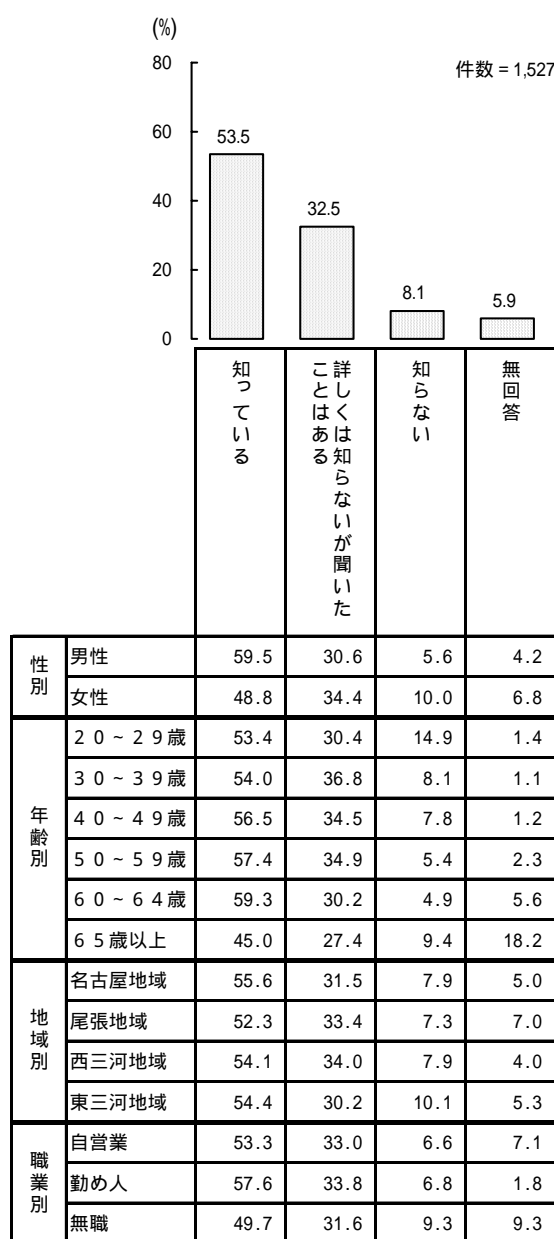 (%)
80
件数＝1,527
60
53.5
40
32.5
20
8.1
5.9
0
知っている
詳しくは知らないが聞いた
ことはある
知らない
無回答
性別
男性 59.5 30.6 5.6 4.2
女性 48.8 34.4 10.0 6.8
年齢別
２０～２９歳 53.4 30.4 14.9 1.4
３０～３９歳 54.0 36.8 8.1 1.1
４０～４９歳 56.5 34.5 7.8 1.2
５０～５９歳 57.4 34.9 5.4 2.3
６０～６４歳 59.3 30.2 4.9 5.6
６５歳以上 45.0 27.4 9.4 18.2
地域別
名古屋地域 55.6 31.5 7.9 5.0
尾張地域 52.3 33.4 7.3 7.0
西三河地域 54.1 34.0 7.9 4.0
東三河地域 54.4 30.2 10.1 5.3
職業別
自営業 53.3 33.0 6.6 7.1
勤め人 57.6 33.8 6.8 1.8
無職 49.7 31.6 9.3 9.3